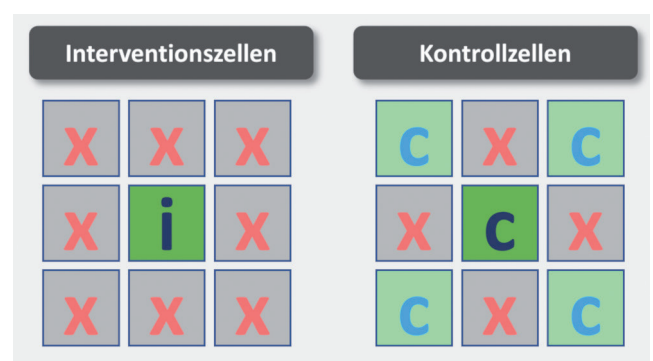 Interventionszellen
x x x
x i x
x x x
Kontrollzellen
c x c
x c x
c x c